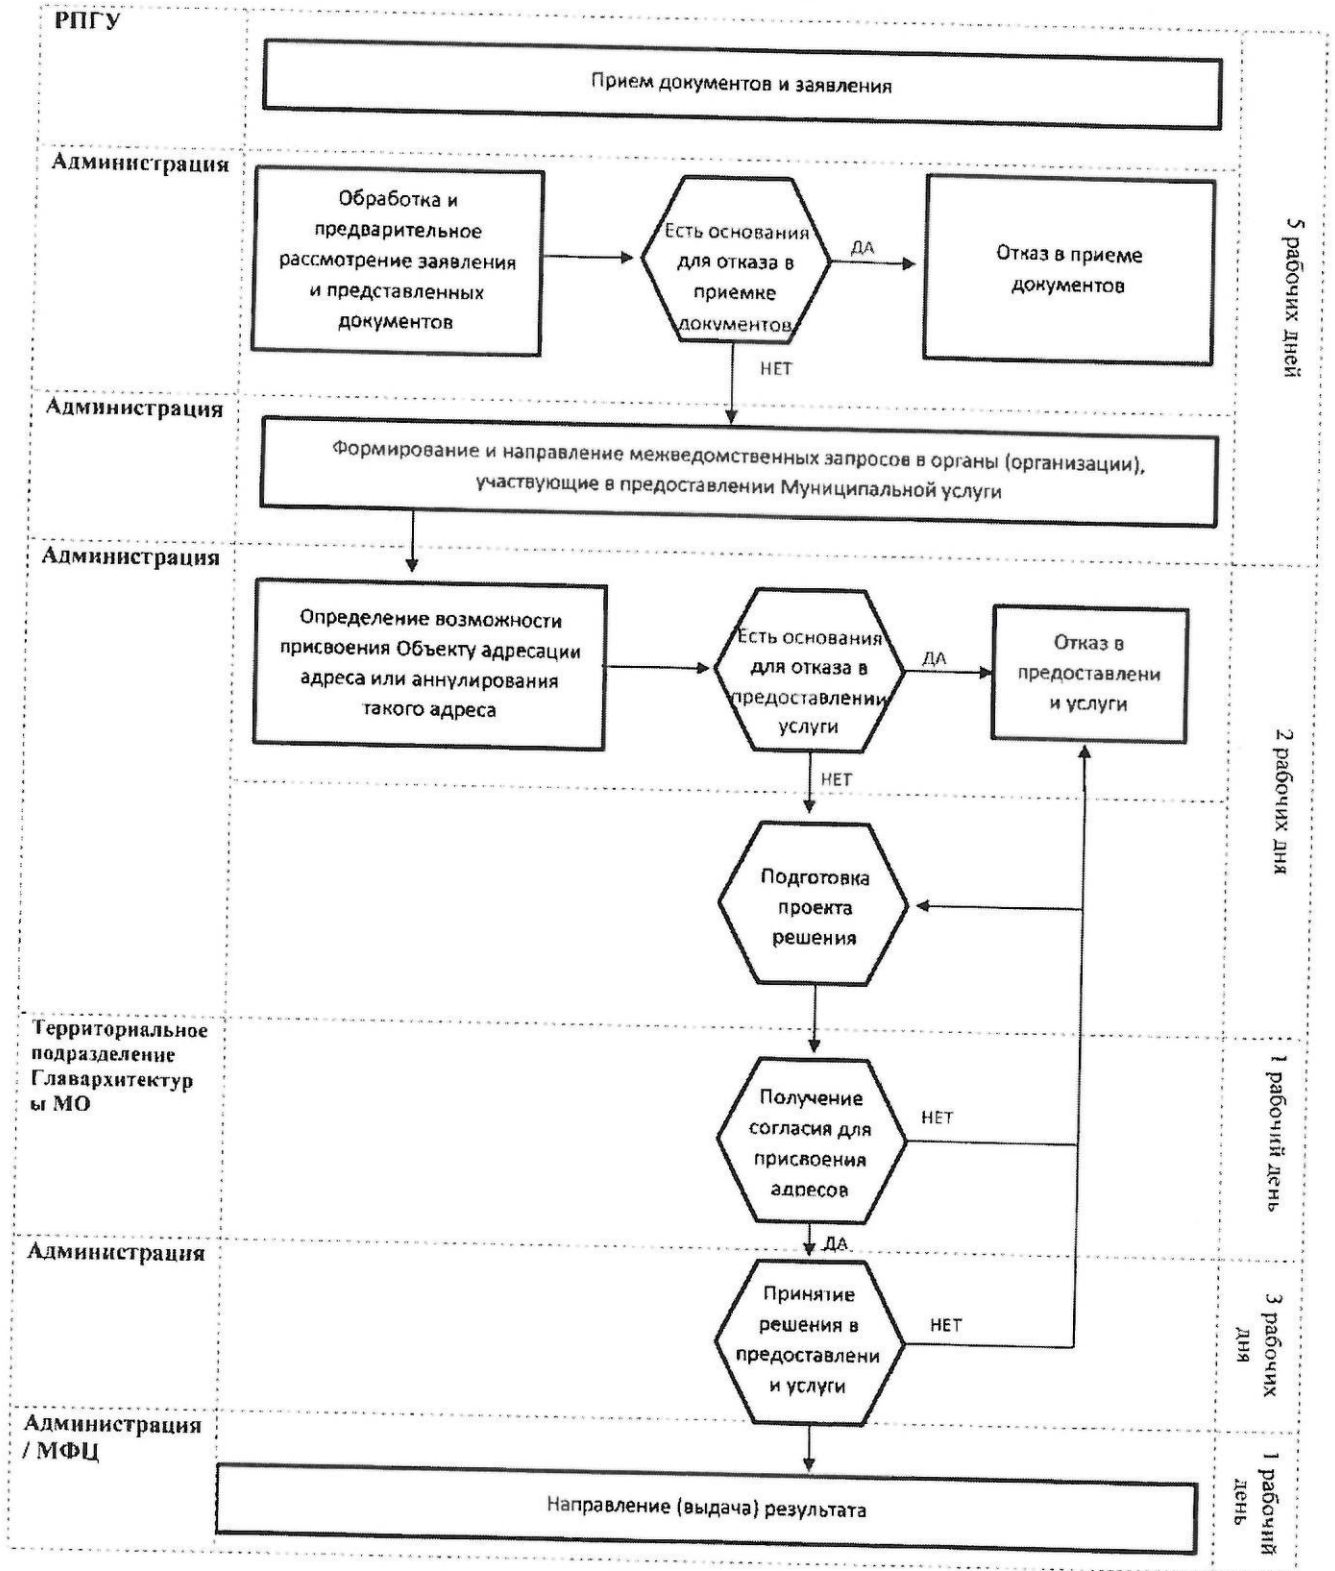 РПГУ
Прием документов и заявления
Администрация
Обработка и
предварительное
рассмотрение заявления
и представленных
документов
Есть основания
для отказа в
приемке
документов
ДА
Отказ в приеме
документов
НЕТ
5 рабочих дней
Администрация
Формирование и направление межведомственных запросов в органы (организации),
участвующие в предоставлении Муниципальной услуги
Администрация
Определение возможности
присвоения Объекту адресации
адреса или аннулирования
такого адреса
Есть основания
для отказа в
предоставлении
услуги
ДА
Отказ в
предоставлени
и услуги
НЕТ
2 рабочих дня
Подготовка
проекта
решения
Территориальное
подразделение
Главархитектур
ы МО
Получение
согласия для
присвоения
адресов
НЕТ
1 рабочий день
ДА
Администрация
Принятие
решения в
предоставлени
и услуги
НЕТ
3 рабочих
дня
Администрация
/ МФЦ
Направление (выдача) результата
1 рабочий
день